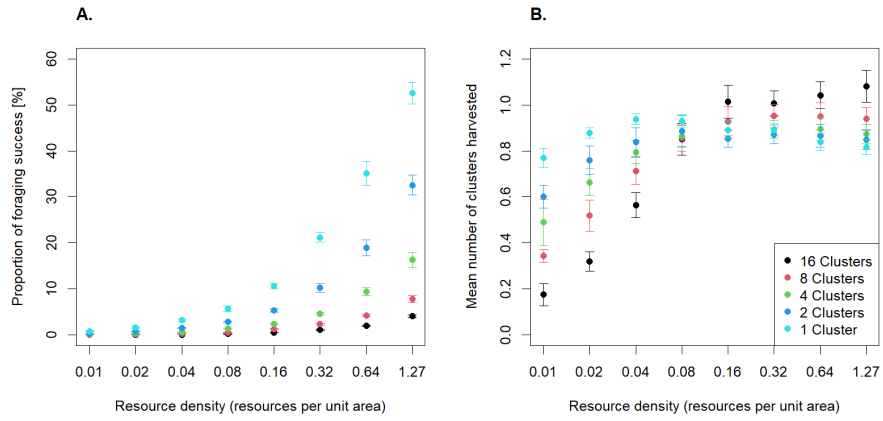 A.
Proportion of foraging success [%]
60
50
40
30
20
10
0
0.01 0.02 0.04 0.08 0.16 0.32 0.64 1.27
Resource density (resources per unit area)
B.
Mean number of clusters harvested
1.2
1.0
0.8
0.6
0.4
0.2
0.0
16 Clusters
8 Clusters
4 Clusters
2 Clusters
1 Cluster
0.01 0.02 0.04 0.08 0.16 0.32 0.64 1.27
Resource density (resources per unit area)